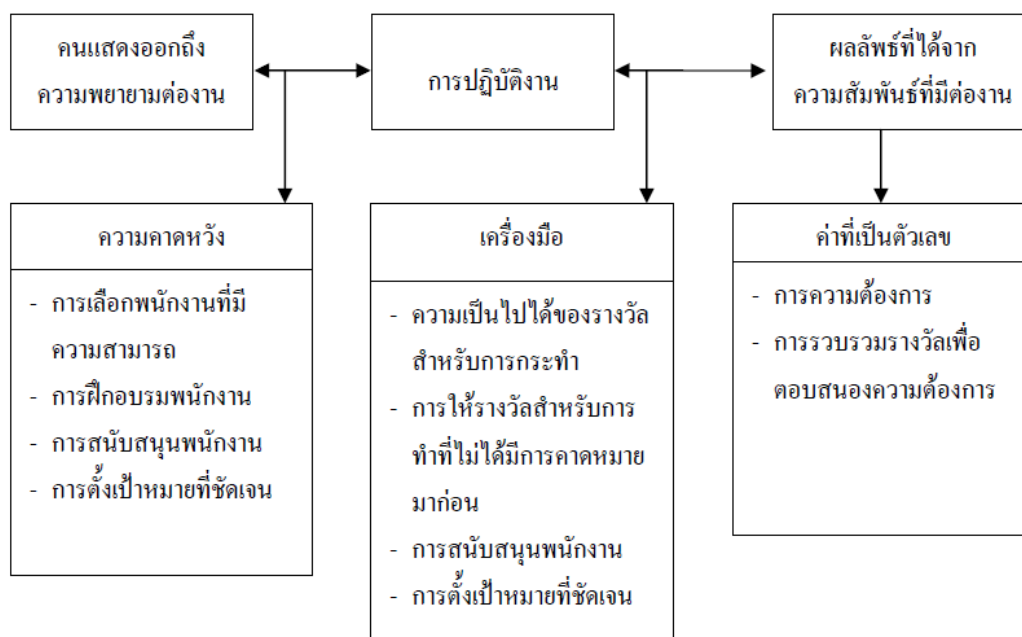 คนแสดงออกถึง
ความพยายามต่องาน
การปฏิบัติงาน
ผลลัพธ์ที่ได้จาก
ความสัมพันธ์ที่มีต่องาน
ความคาดหวัง
- การเลือกพนักงานที่มี
ความสามารถ
- การฝึกอบรมพนักงาน
- การสนับสนุนพนักงาน
- การตั้งเป้าหมายที่ชัดเจน
เครื่องมือ
- ความเป็นไปได้ของรางวัล
สำหรับการกระทำ
- การให้รางวัลสำหรับการ
ทำที่ไม่ได้มีการคาดหมาย
มาก่อน
- การสนับสนุนพนักงาน
- การตั้งเป้าหมายที่ชัดเจน
ค่าที่เป็นตัวเลข
- การความต้องการ
- การรวบรวมรางวัลเพื่อ
ตอบสนองความต้องการ